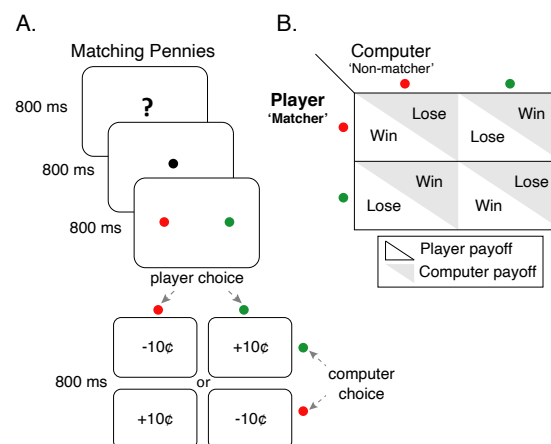 A.
Matching Pennies
800 ms
?
800 ms
800 ms
player choice
-10¢
+10¢
800 ms
or
computer
choice
+10¢
-10¢
B.
Computer
'Non-matcher'
Player
'Matcher'
Lose
Win
Win
Lose
Win
Lose
Lose
Win
Player payoff
Computer payoff